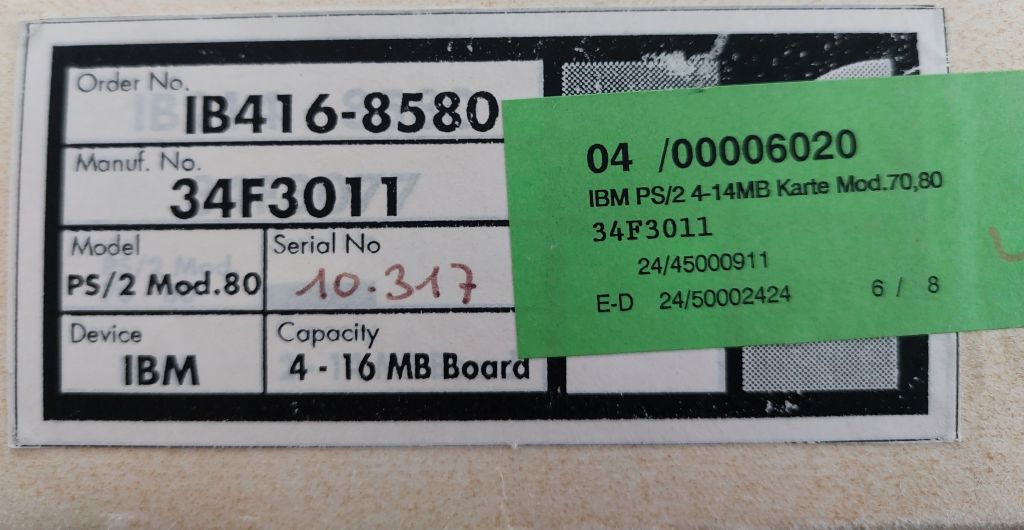 Order No.
IB416-8580
Manuf. No.
34F3011
Model
PS/2 Mod.80
Serial No
10.317
Device
IBM
Capacity
4 - 16 MB Board
04 /00006020
IBM PS/2 4-14MB Karte Mod.70,80
34F3011
24/45000911
E-D 24/50002424 6 / 8